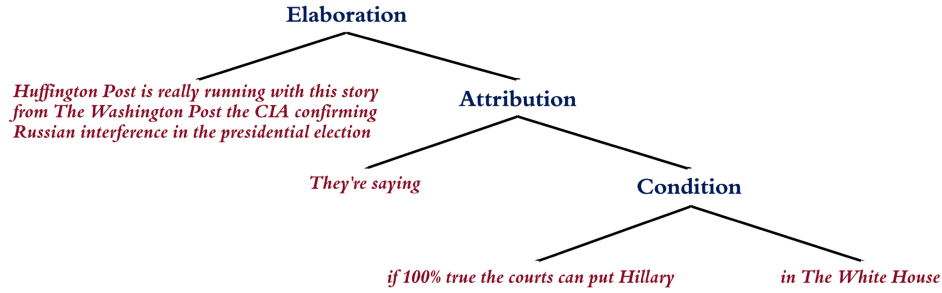 Elaboration
Huffington Post is really running with this story
from The Washington Post the CIA confirming
Russian interference in the presidential election
Attribution
They're saying
Condition
if 100% true the courts can put Hillary
in The White House